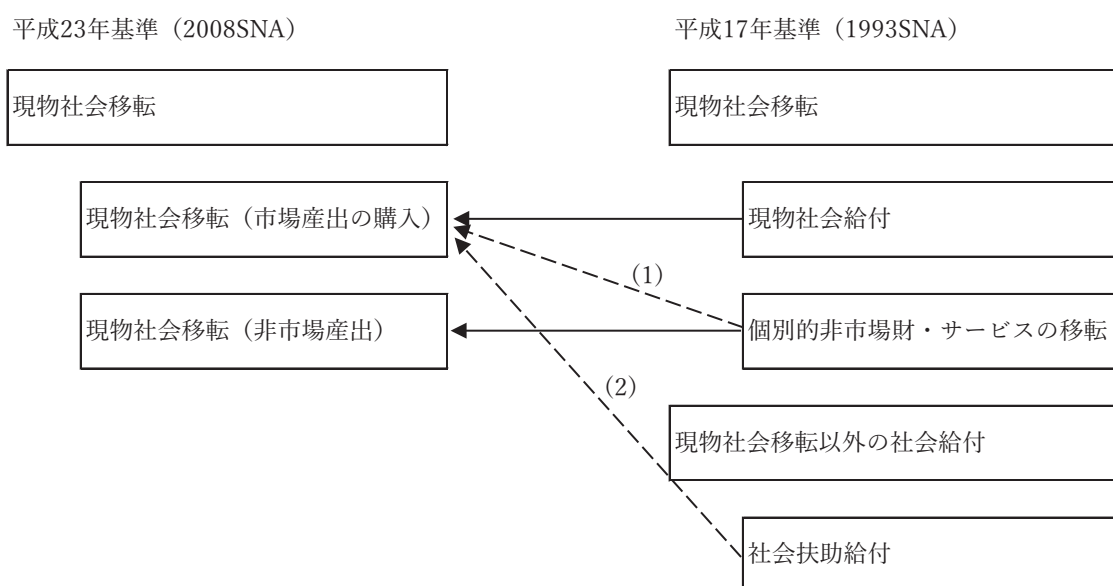 平成23年基準（2008SNA）
平成17年基準（1993SNA）
現物社会移転
現物社会移転
現物社会移転（市場産出の購入）
現物社会給付
(1)
現物社会移転（非市場産出）
個別的非市場財・サービスの移転
(2)
現物社会移転以外の社会給付
社会扶助給付